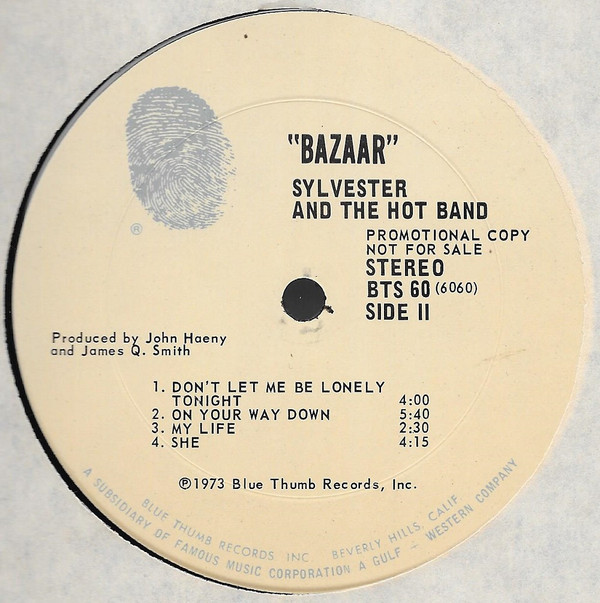 ®
"BAZAAR"
SYLVESTER
AND THE HOT BAND
PROMOTIONAL COPY
NOT FOR SALE
STEREO
BTS 60 (6060)
SIDE II
Produced by John Haeny
and James Q. Smith
1. DON'T LET ME BE LONELY
TONIGHT 4:00
2. ON YOUR WAY DOWN 5:40
3. MY LIFE 2:30
4. SHE 4:15
℗1973 Blue Thumb Records, Inc.
BLUE THUMB RECORDS INC BEVERLY HILLS, CALIF
A SUBSIDIARY OF FAMOUS MUSIC CORPORATION A GULF - WESTERN COMPANY